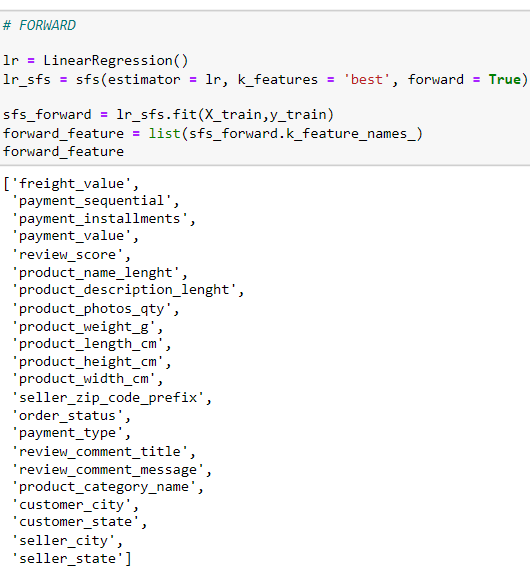 # FORWARD
lr = LinearRegression()
lr_sfs = sfs(estimator = lr, k_features = 'best', forward = True)
sfs_forward = lr_sfs.fit(X_train,y_train)
forward_feature = list(sfs_forward.k_feature_names_)
forward_feature
['freight_value',
'payment_sequential',
'payment_installments',
'payment_value',
'review_score',
'product_name_lenght',
'product_description_lenght',
'product_photos_qty',
'product_weight_g',
'product_length_cm',
'product_height_cm',
'product_width_cm',
'seller_zip_code_prefix',
'order_status',
'payment_type',
'review_comment_title',
'review_comment_message',
'product_category_name',
'customer_city',
'customer_state',
'seller_city',
'seller_state']